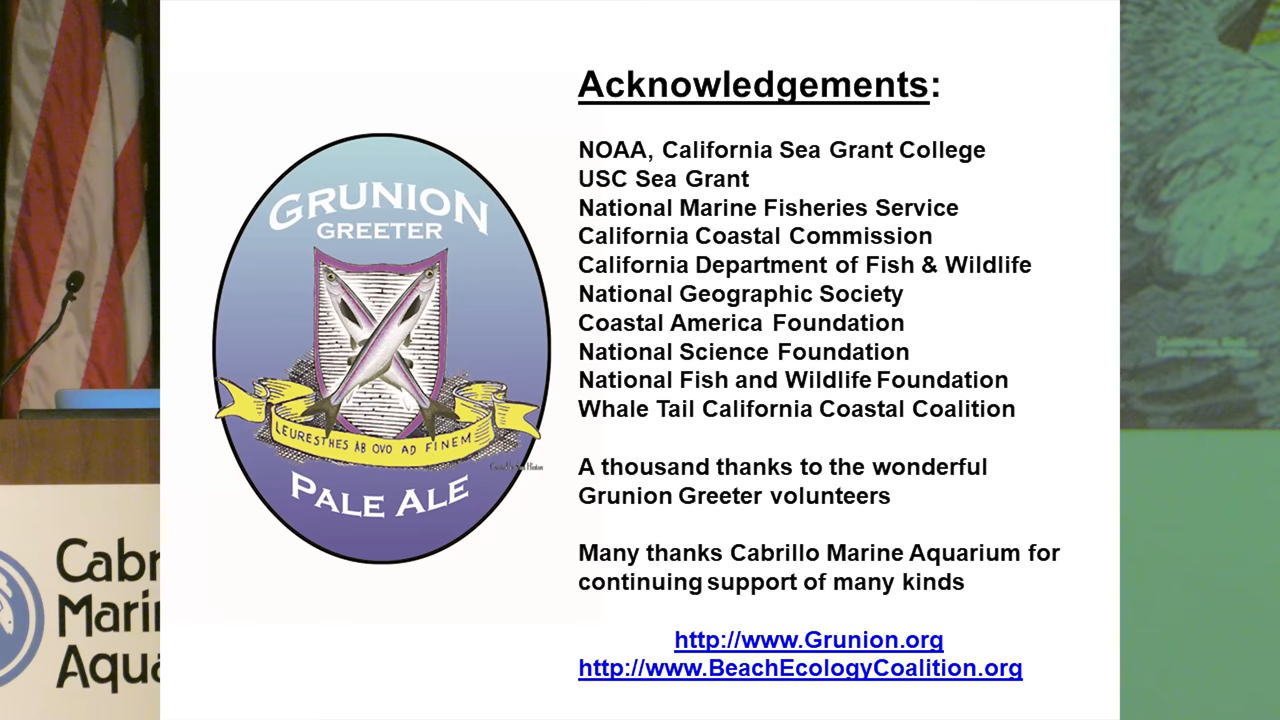 Acknowledgements:
NOAA, California Sea Grant College
USC Sea Grant
National Marine Fisheries Service
California Coastal Commission
California Department of Fish & Wildlife
National Geographic Society
Coastal America Foundation
National Science Foundation
National Fish and Wildlife Foundation
Whale Tail California Coastal Coalition
A thousand thanks to the wonderful
Grunion Greeter volunteers
Many thanks Cabrillo Marine Aquarium for
continuing support of many kinds
http://www.Grunion.org
http://www.BeachEcologyCoalition.org
GRUNION
GREETER
LEURESTHES AB OVO AD FINEM
PALE ALE
Cabr
Marin
Aqua